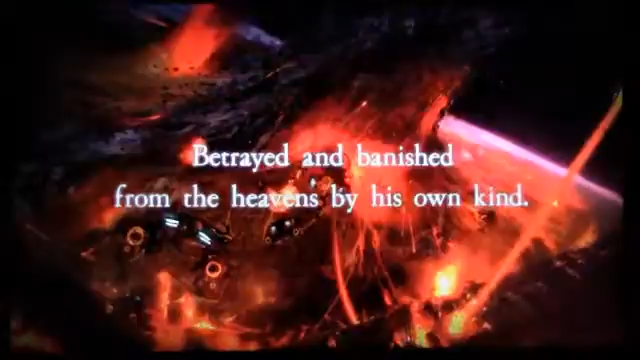 Betrayed and banished
from the heavens by his own kind.